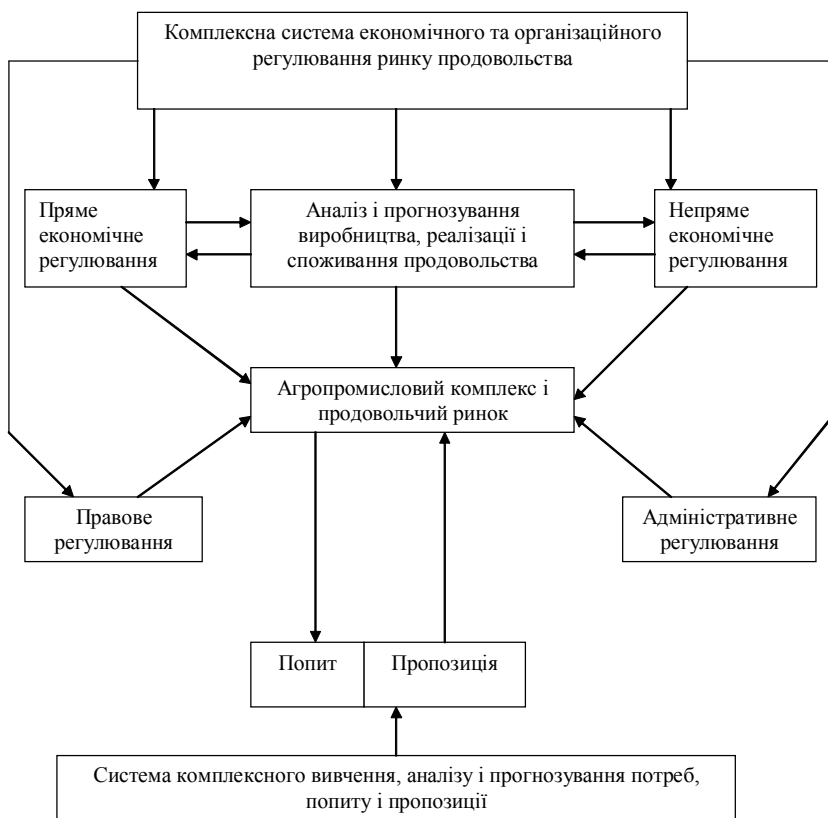 Комплексна система економічного та організаційного
регулювання ринку продовольства
Пряме
економічне
регулювання
Аналіз і прогнозування
виробництва, реалізації і
споживання продовольства
Непряме
економічне
регулювання
Агропромисловий комплекс і
продовольчий ринок
Правове
регулювання
Адміністративне
регулювання
Попит
Пропозиція
Система комплексного вивчення, аналізу і прогнозування потреб,
попиту і пропозиції